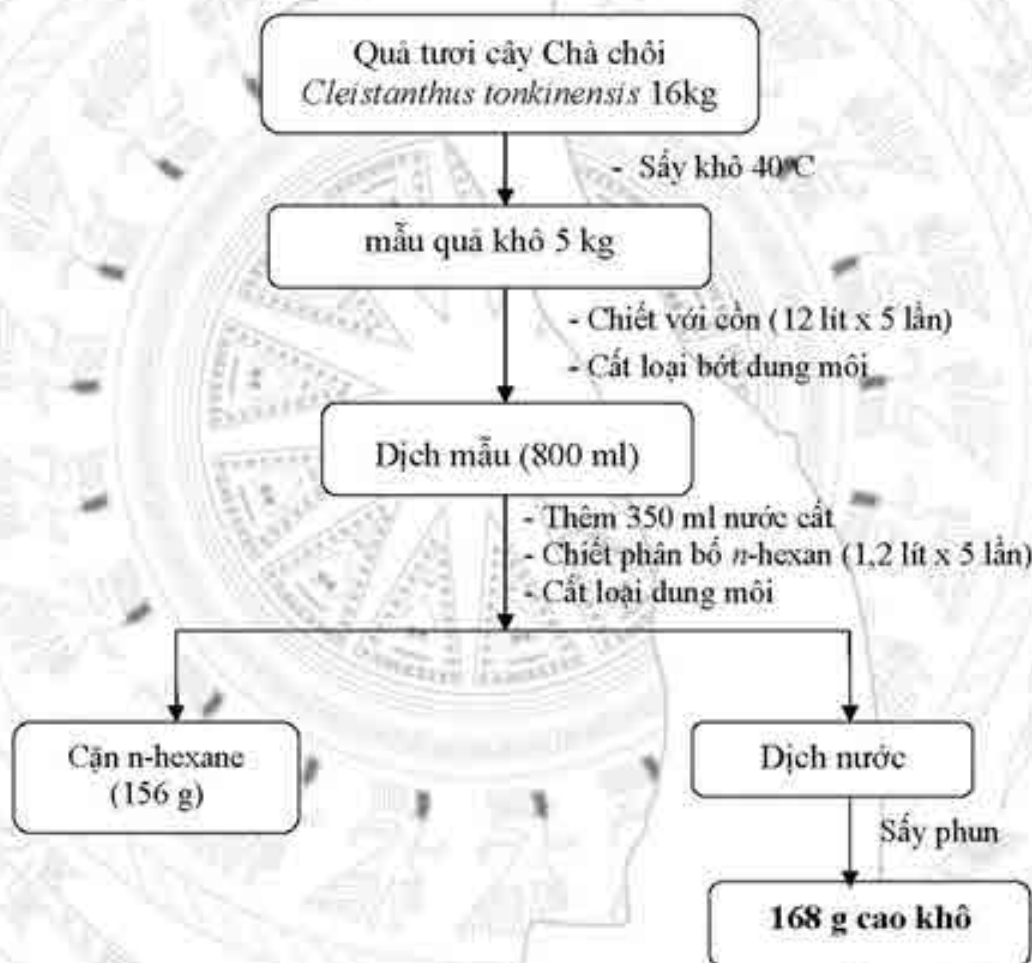 Quả tươi cây Chà chôi
Cleistanthus tonkinensis 16kg
- Sấy khô 40°C
mẫu quả khô 5 kg
- Chiết với cồn (12 lít x 5 lần)
- Cất loại bớt dung môi
Dịch mẫu (800 ml)
- Thêm 350 ml nước cất
- Chiết phân bố n-hexan (1,2 lít x 5 lần)
- Cất loại dung môi
Cặn n-hexane
(156 g)
Dịch nước
Sấy phun
168 g cao khô